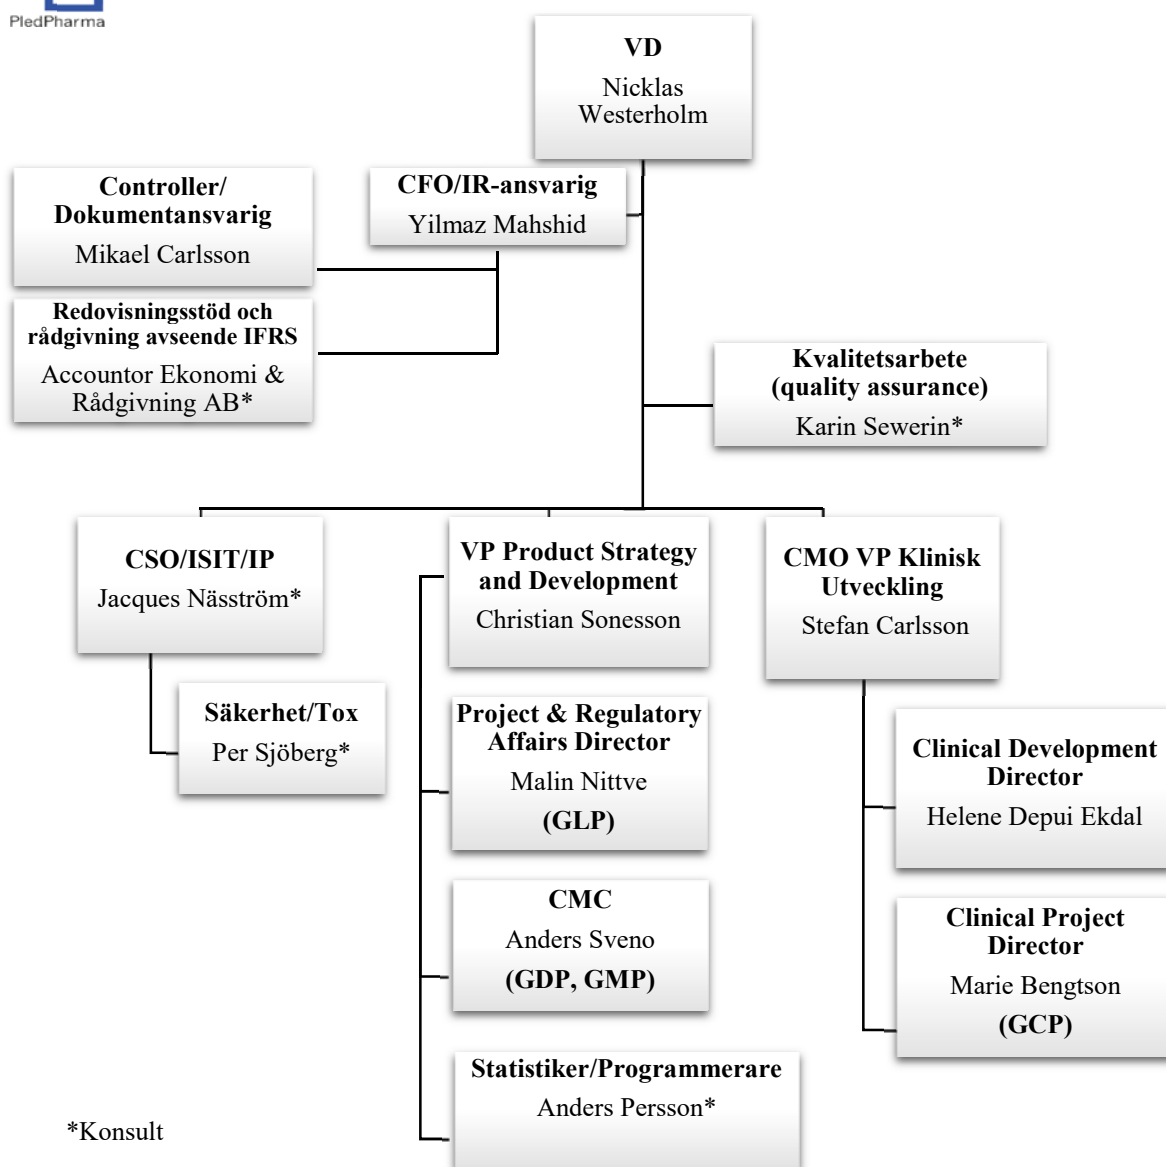 PledPharma
VD
Nicklas
Westerholm
Controller/
Dokumentansvarig
Mikael Carlsson
CFO/IR-ansvarig
Yilmaz Mahshid
Redovisningsstöd och
rådgivning avseende IFRS
Accountor Ekonomi &
Rådgivning AB*
Kvalitetsarbete
(quality assurance)
Karin Sewerin*
CSO/ISIT/IP
Jacques Näsström*
Säkerhet/Tox
Per Sjöberg*
VP Product Strategy
and Development
Christian Sonesson
Project & Regulatory
Affairs Director
Malin Nittve
(GLP)
CMC
Anders Sveno
(GDP, GMP)
Statistiker/Programmerare
Anders Persson*
CMO VP Klinisk
Utveckling
Stefan Carlsson
Clinical Development
Director
Helene Depui Ekdal
Clinical Project
Director
Marie Bengtson
(GCP)
*Konsult